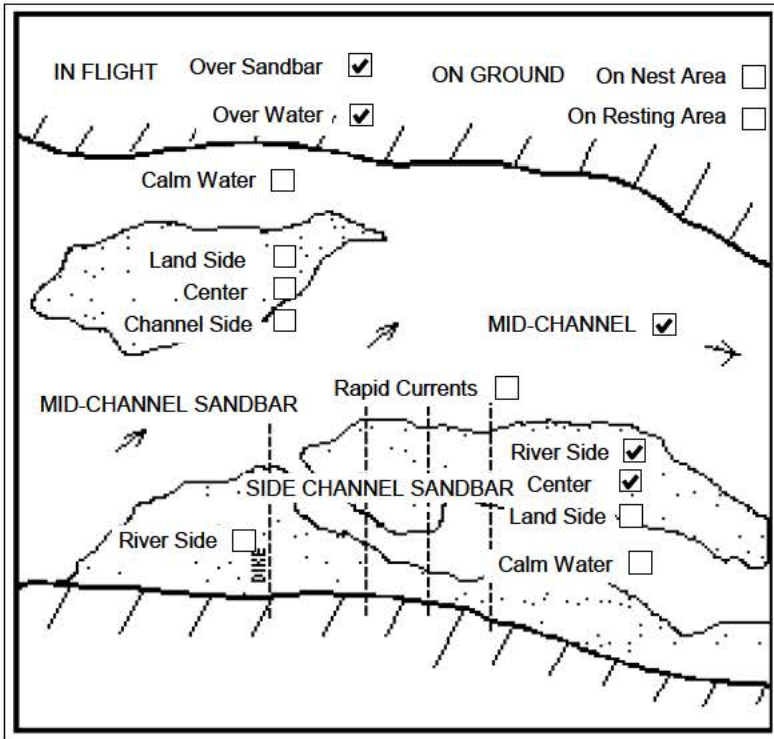 IN FLIGHT Over Sandbar ON GROUND On Nest Area
Over Water On Resting Area
Calm Water
Land Side
Center
Channel Side
MID-CHANNEL
Rapid Currents
MID-CHANNEL SANDBAR
River Side
SIDE CHANNEL SANDBAR Center
Land Side
River Side
DIKE
Calm Water